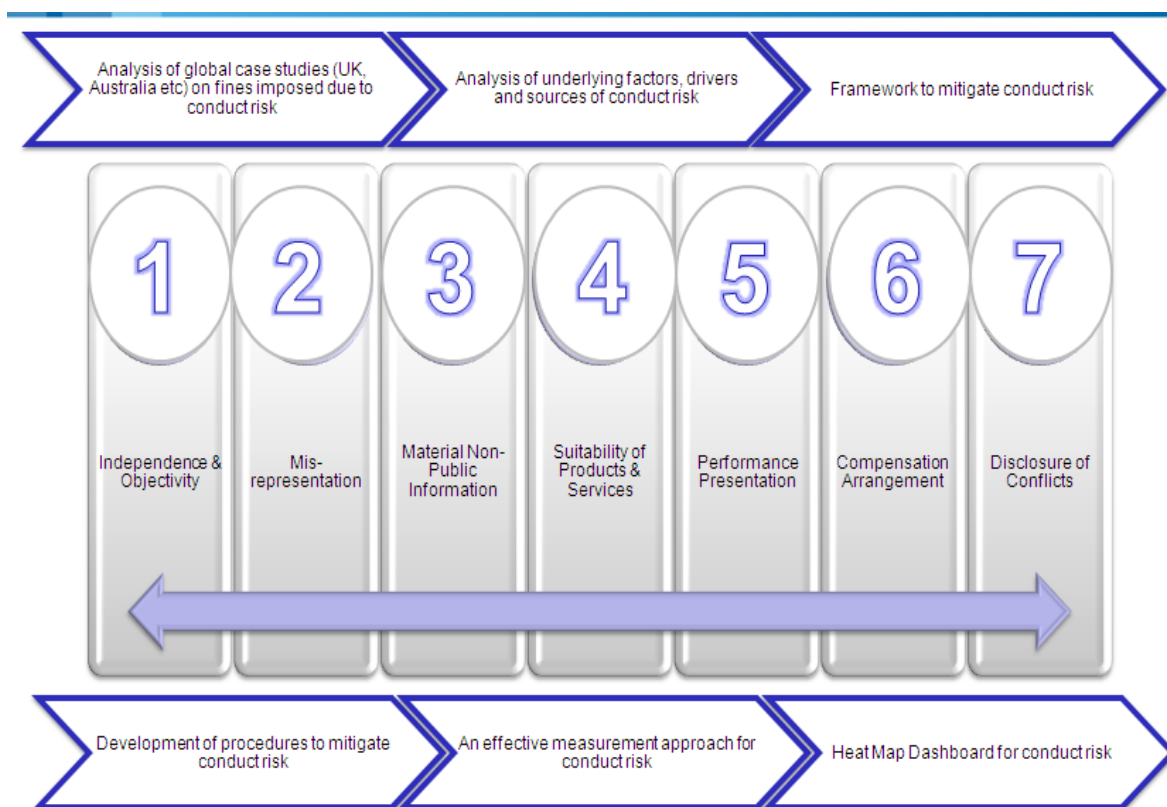 Analysis of global case studies (UK,
Australia etc) on fines imposed due to
conduct risk
Analysis of underlying factors, drivers
and sources of conduct risk
Framework to mitigate conduct risk
1
2
3
4
5
6
7
Independence &
Objectivity
Mis-
representation
Material Non-
Public
Information
Suitability of
Products &
Services
Performance
Presentation
Compensation
Arrangement
Disclosure of
Conflicts
Development of procedures to mitigate
conduct risk
An effective measurement approach for
conduct risk
Heat Map Dashboard for conduct risk